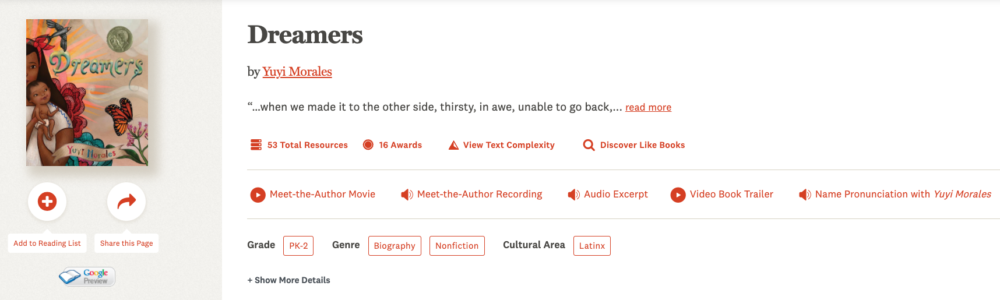 Dreamers
Yuyi Morales
Add to Reading List
Share this Page
Google
Preview
Dreamers
by Yuyi Morales
“...when we made it to the other side, thirsty, in awe, unable to go back,... read more
53 Total Resources 16 Awards View Text Complexity Discover Like Books
Meet-the-Author Movie Meet-the-Author Recording Audio Excerpt Video Book Trailer Name Pronunciation with Yuyi Morales
Grade PK-2 Genre Biography Nonfiction Cultural Area Latinx
+ Show More Details